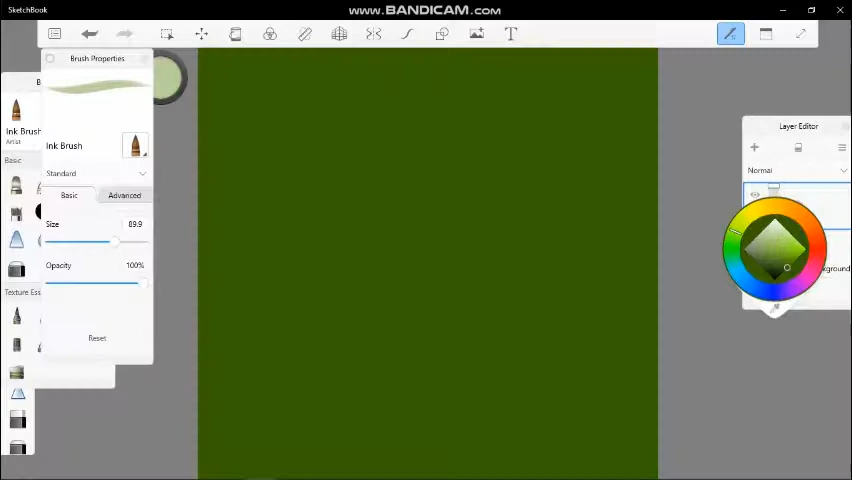 SketchBook
WWW.BANDICAM.COM
T
Brush Properties
B
Ink Brush
Artist
Ink Brush
Standard
Basic
Basic
Advanced
Size
89.9
Opacity
100%
Texture Ess
Reset
Layer Editor
Normal
ckground